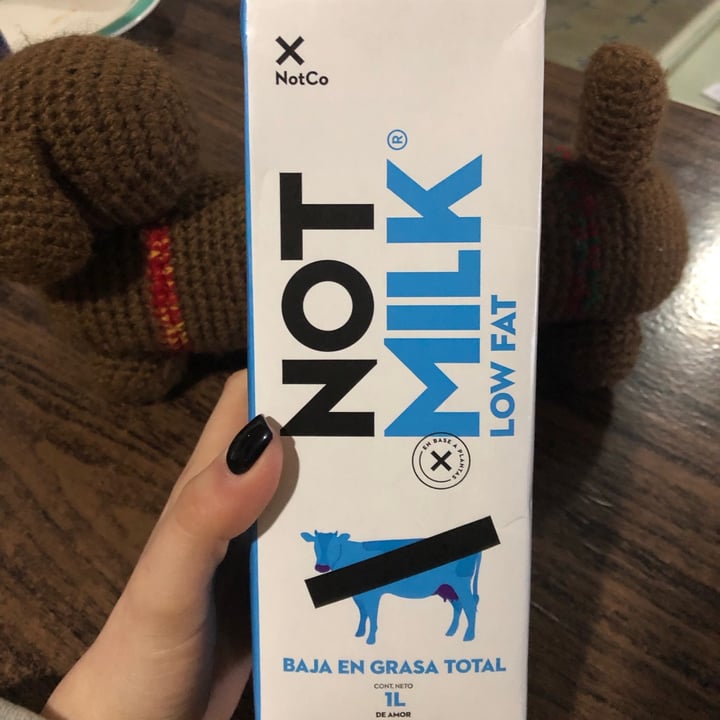 NotCo
NOT
MILK®
LOW FAT
EN BASE A PLANTAS
BAJA EN GRASA TOTAL
CONT. NETO
1L
DE AMOR